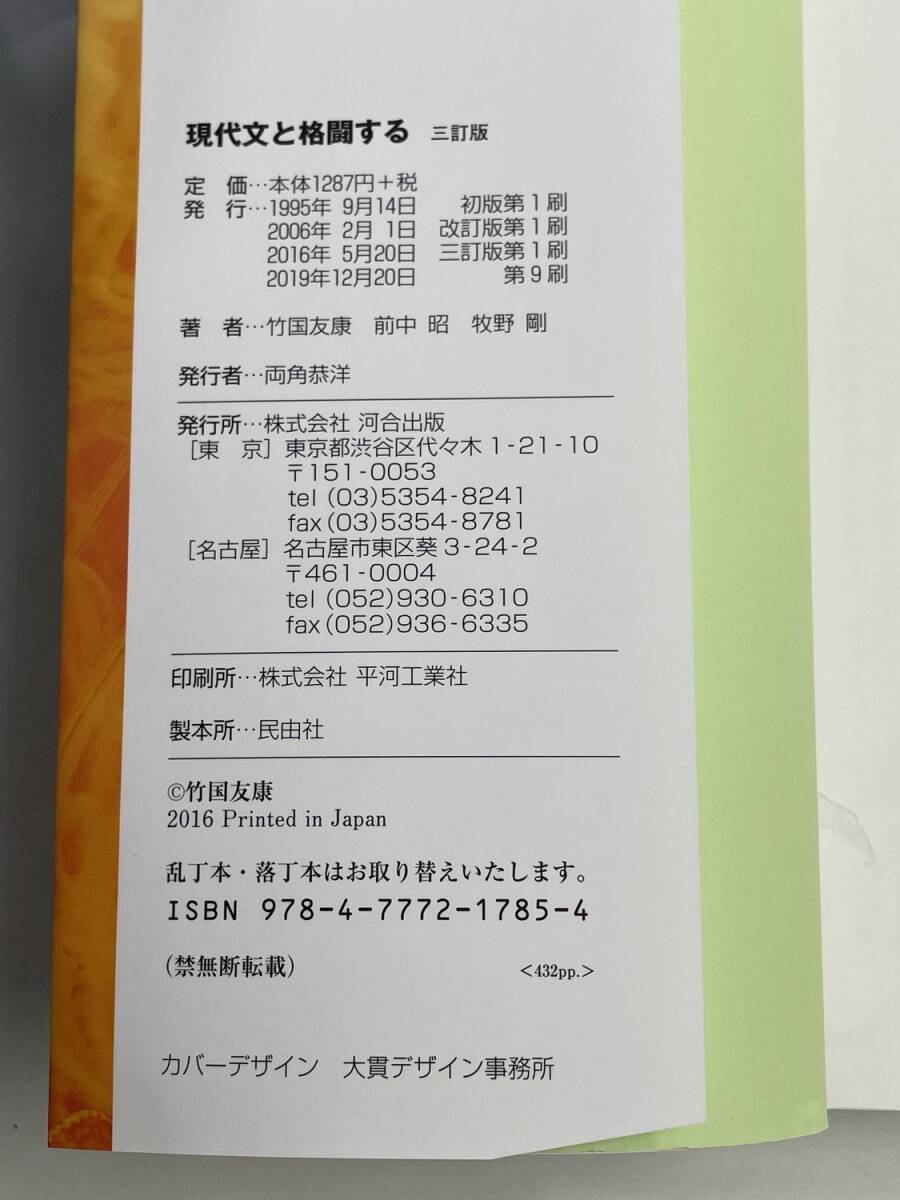 現代文と格闘する 三訂版
定 価…本体1287円＋税
発 行…1995年 9月14日 初版第1刷
2006年 2月 1日 改訂版第1刷
2016年 5月20日 三訂版第1刷
2019年12月20日 第9刷
著 者…竹国友康 前中 昭 牧野 剛
発行者…両角恭洋
発行所…株式会社 河合出版
[東 京] 東京都渋谷区代々木 1-21-10
〒151-0053
tel (03)5354-8241
fax(03)5354-8781
[名古屋] 名古屋市東区葵 3-24-2
〒461-0004
tel (052)930-6310
fax(052)936-6335
印刷所…株式会社 平河工業社
製本所…民由社
©竹国友康
2016 Printed in Japan
乱丁本・落丁本はお取り替えいたします。
ISBN 978-4-7772-1785-4
(禁無断転載) <432pp.>
カバーデザイン 大貫デザイン事務所